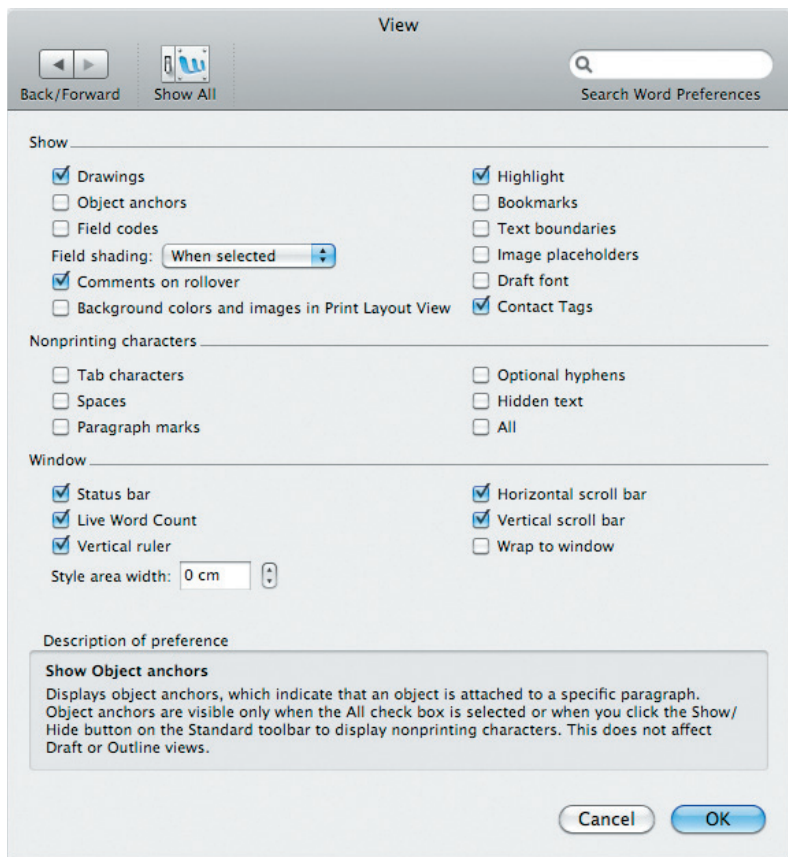 View
Back/Forward
Show All
Search Word Preferences
Show
Drawings
Object anchors
Field codes
Field shading: When selected
Comments on rollover
Background colors and images in Print Layout View
Highlight
Bookmarks
Text boundaries
Image placeholders
Draft font
Contact Tags
Nonprinting characters
Tab characters
Spaces
Paragraph marks
Optional hyphens
Hidden text
All
Window
Status bar
Live Word Count
Vertical ruler
Style area width: 0 cm
Horizontal scroll bar
Vertical scroll bar
Wrap to window
Description of preference
Show Object anchors
Displays object anchors, which indicate that an object is attached to a specific paragraph.
Object anchors are visible only when the All check box is selected or when you click the Show/
Hide button on the Standard toolbar to display nonprinting characters. This does not affect
Draft or Outline views.
Cancel
OK